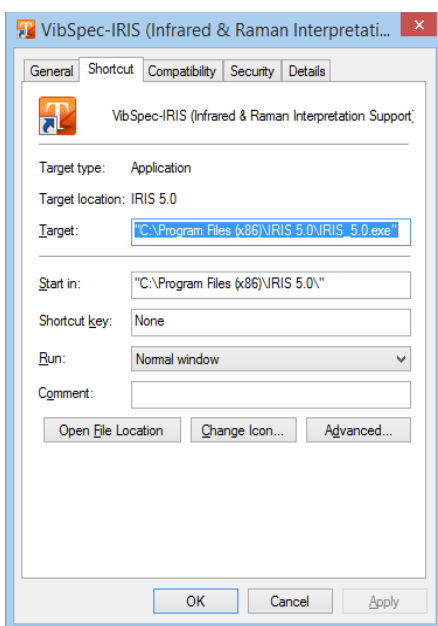 VibSpec-IRIS (Infrared & Raman Interpretati...
General Shortcut Compatibility Security Details
VibSpec-IRIS (Infrared & Raman Interpretation Support)
Target type: Application
Target location: IRIS 5.0
Target: "C:\Program Files (x86)\IRIS 5.0\IRIS_5.0.exe"
Start in: "C:\Program Files (x86)\IRIS 5.0\"
Shortcut key: None
Run: Normal window
Comment:
Open File Location Change Icon... Advanced...
OK Cancel Apply